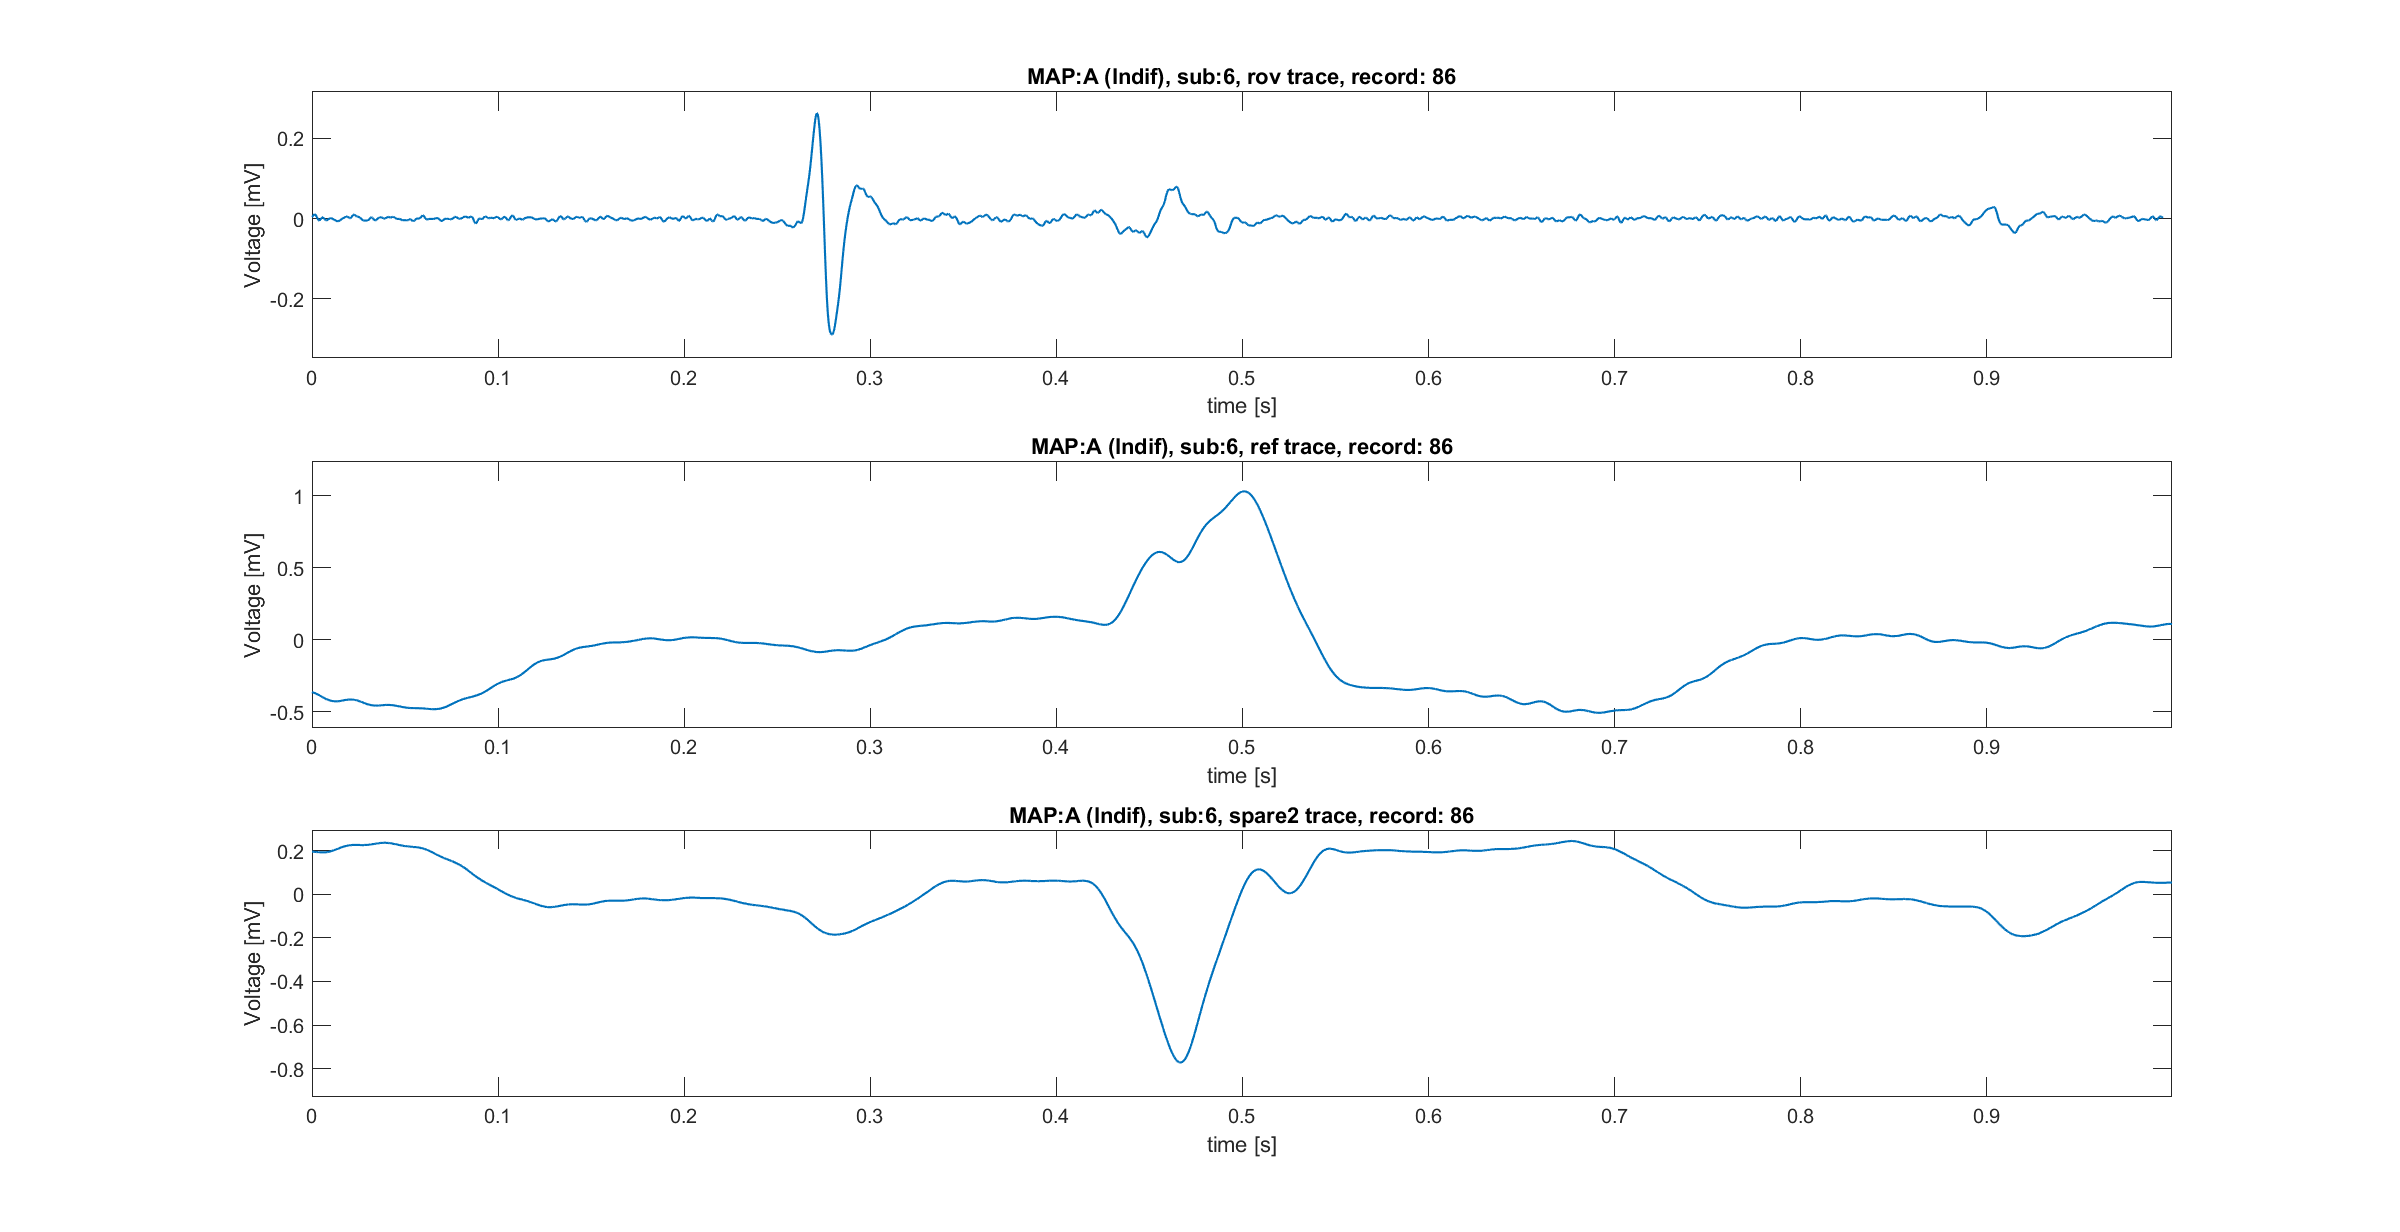 MAP:A (Indif), sub:6, rov trace, record: 86
Voltage [mV]
0.2
0
-0.2
0 0.1 0.2 0.3 0.4 0.5 0.6 0.7 0.8 0.9
time [s]
MAP:A (Indif), sub:6, ref trace, record: 86
Voltage [mV]
1
0.5
0
-0.5
0 0.1 0.2 0.3 0.4 0.5 0.6 0.7 0.8 0.9
time [s]
MAP:A (Indif), sub:6, spare2 trace, record: 86
Voltage [mV]
0.2
0
-0.2
-0.4
-0.6
-0.8
0 0.1 0.2 0.3 0.4 0.5 0.6 0.7 0.8 0.9
time [s]